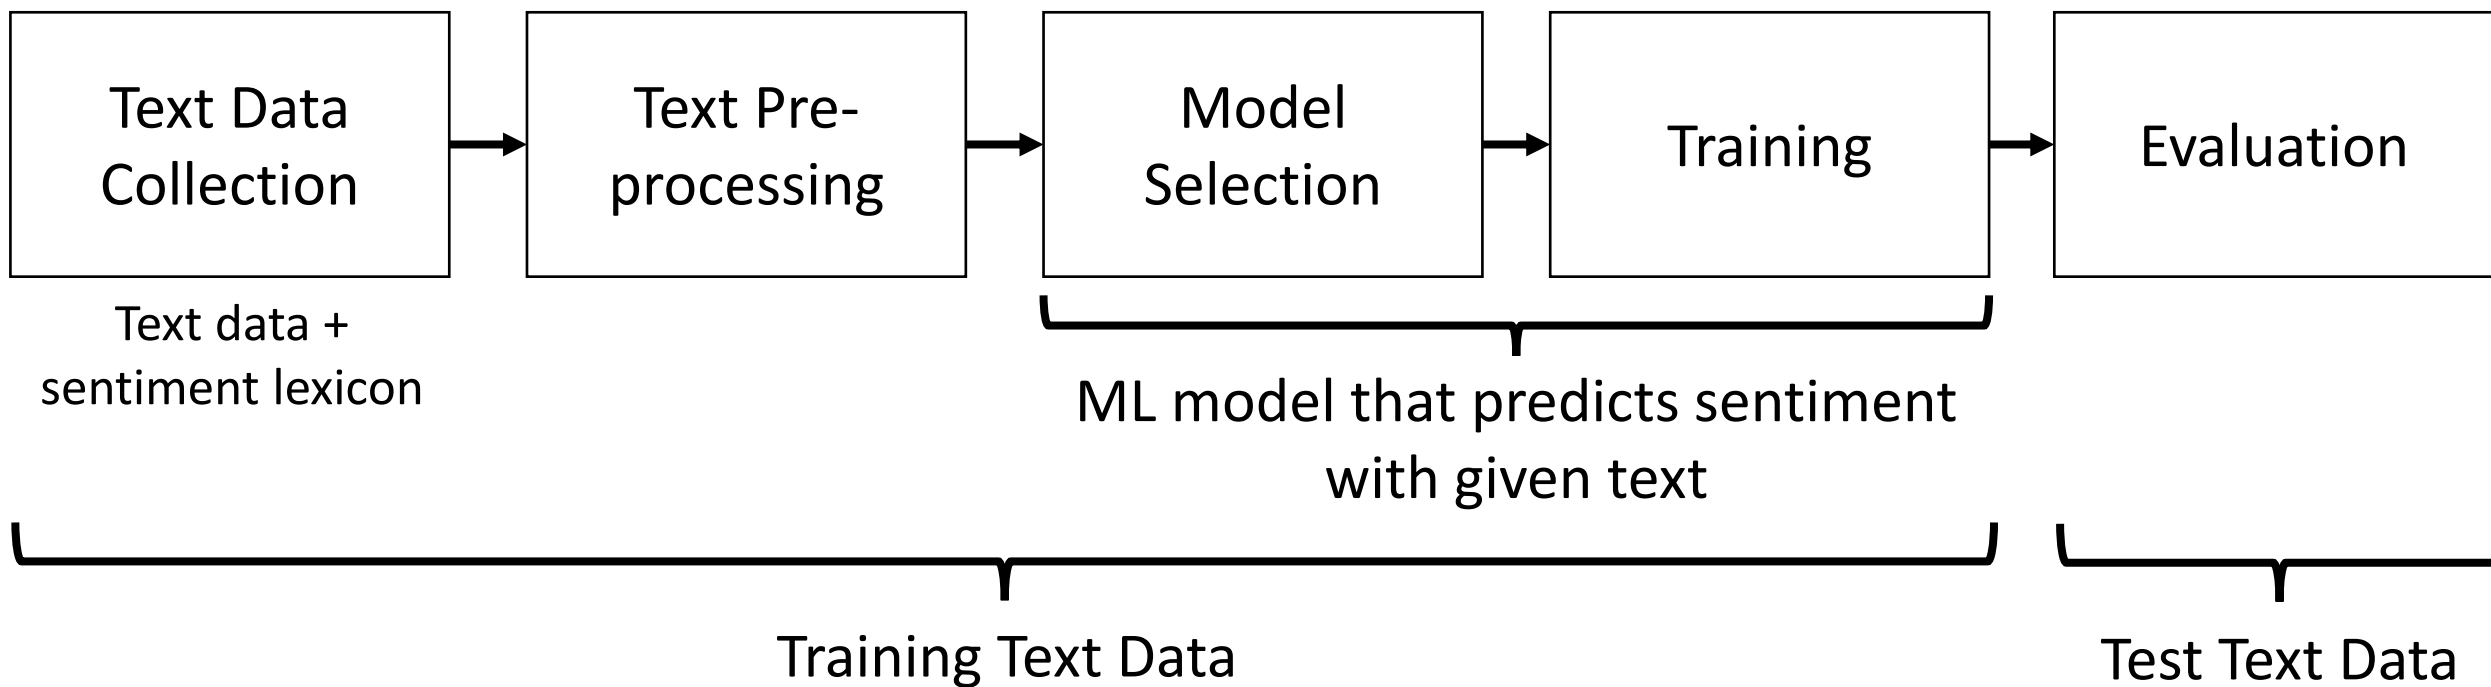 Text Data
Collection
Text Pre-
processing
Model
Selection
Training
Evaluation
Text data +
sentiment lexicon
ML model that predicts sentiment
with given text
Training Text Data
Test Text Data